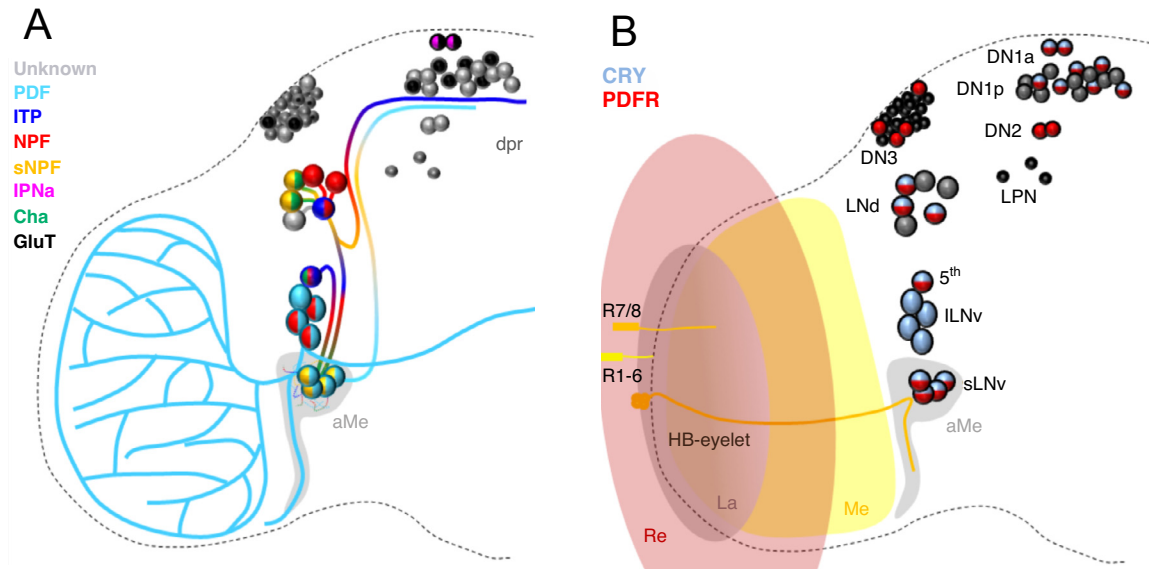 A
Unknown
PDF
ITP
NPF
sNPF
IPNa
Cha
GluT
dpr
aMe
B
CRY
PDFR
DN1a
DN1p
DN2
DN3
LPN
LNd
5th
lLNv
R7/8
R1-6
sLNv
aMe
HB-eyelet
La
Me
Re